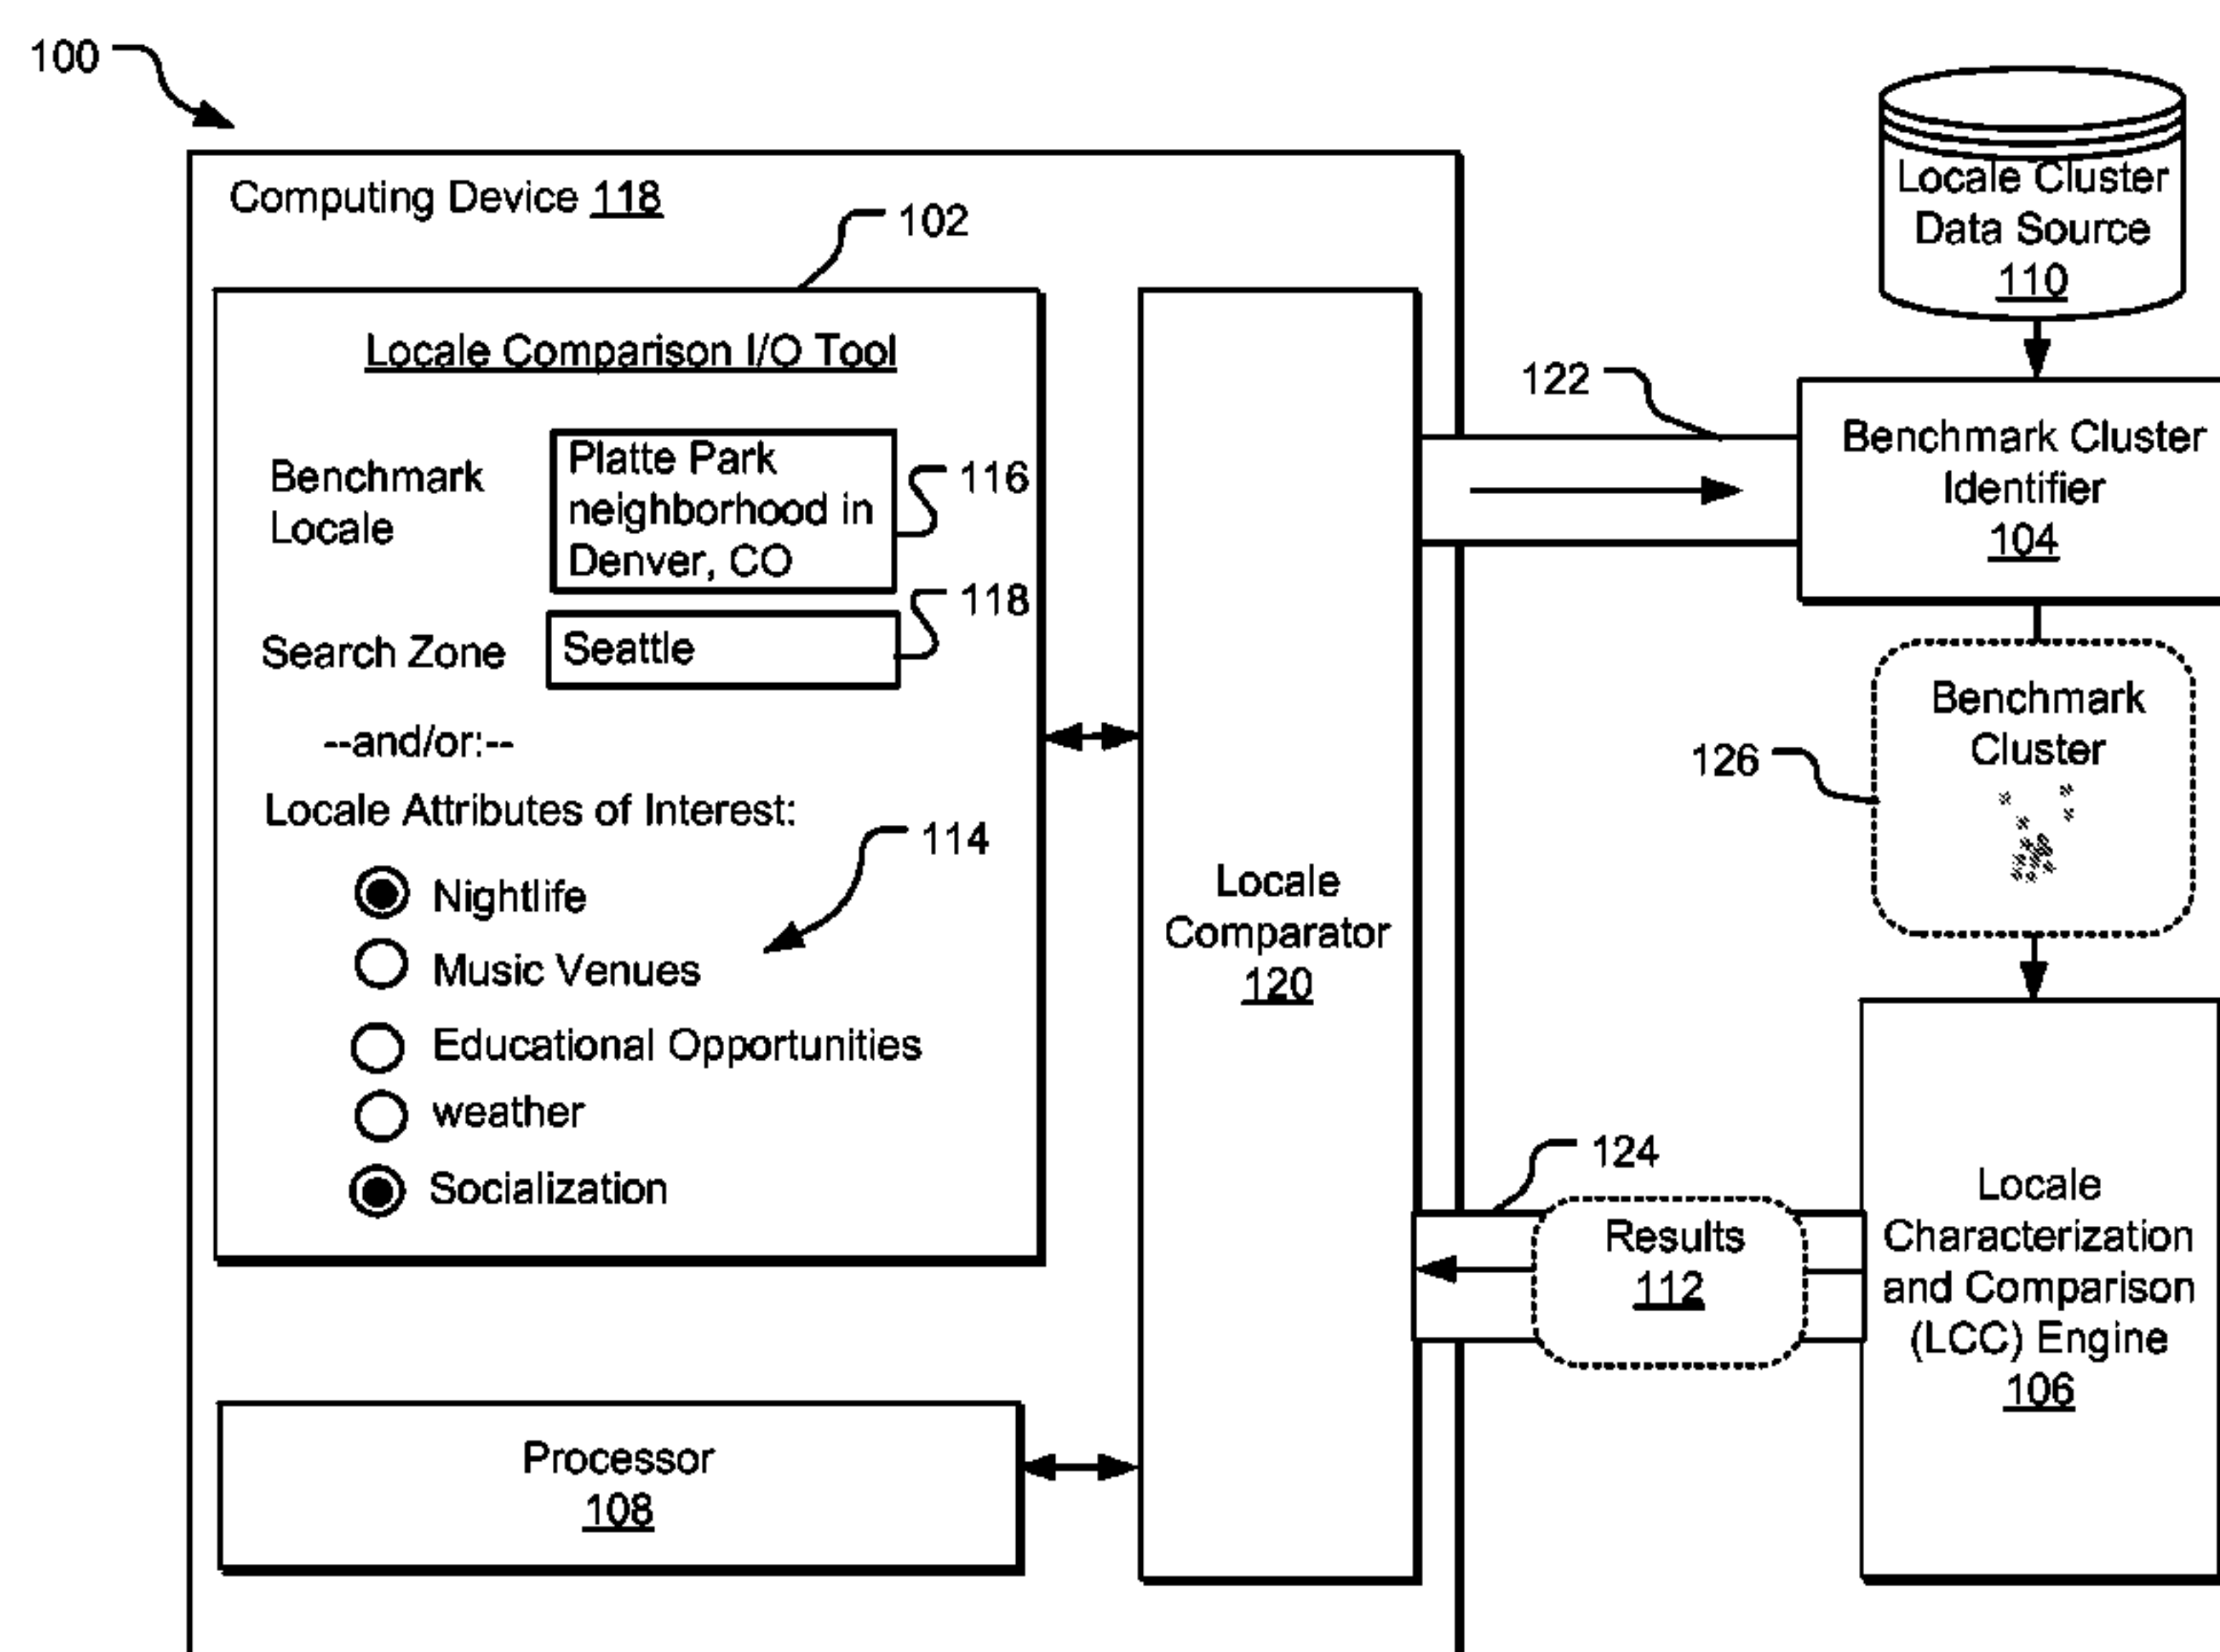 100
Computing Device 118
102
Locale Comparison I/O Tool
Benchmark
Locale
Platte Park
neighborhood in
Denver, CO
116
Search Zone
Seattle
118
--and/or:--
Locale Attributes of Interest:
114
Nightlife
Music Venues
Educational Opportunities
weather
Socialization
Processor
108
Locale
Comparator
120
Locale Cluster
Data Source
110
122
Benchmark Cluster
Identifier
104
Benchmark
Cluster
126
124
Results
112
Locale
Characterization
and Comparison
(LCC) Engine
106